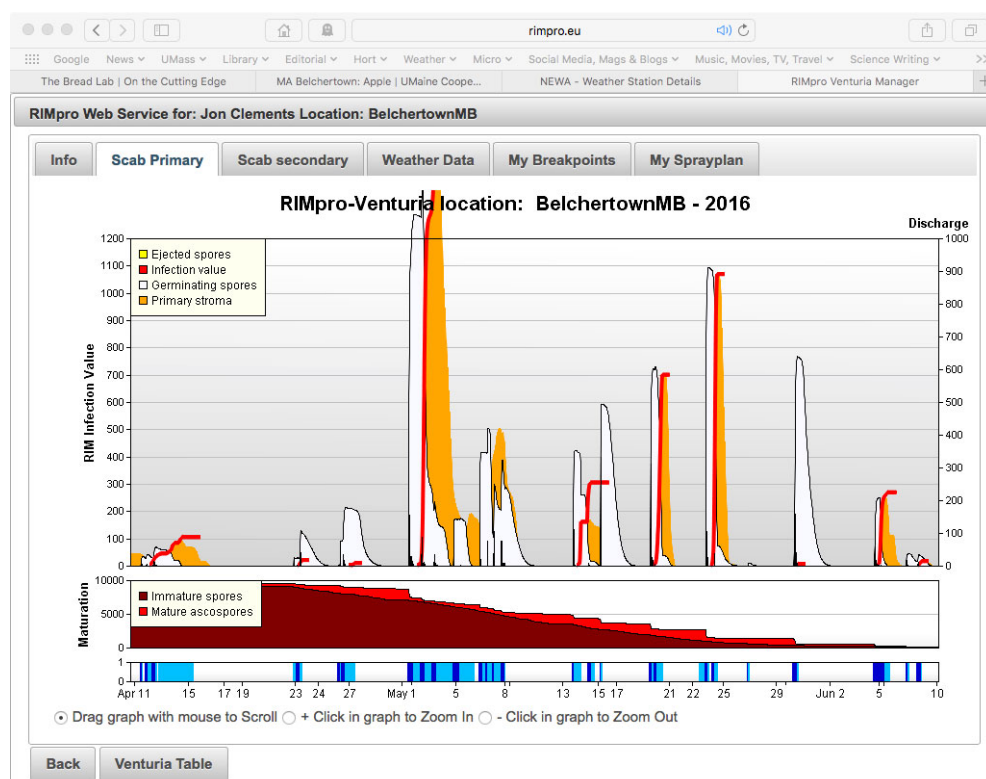 rimpro.eu
Google News UMass Library Editorial Hort Weather Micro Social Media, Mags & Blogs Music, Movies, TV, Travel Science Writing >>
The Bread Lab | On the Cutting Edge MA Belchertown: Apple | UMaine Coope... NEWA - Weather Station Details RIMpro Venturia Manager +
RIMpro Web Service for: Jon Clements Location: BelchertownMB
Info Scab Primary Scab secondary Weather Data My Breakpoints My Sprayplan
RIMpro-Venturia location: BelchertownMB - 2016
Discharge
Ejected spores
Infection value
Germinating spores
Primary stroma
RIM Infection Value
1200
1100
1000
900
800
700
600
500
400
300
200
100
0
1000
900
800
700
600
500
400
300
200
100
0
Maturation
10000
5000
0
Immature spores
Mature ascospores
1
0
1
0
Apr 11 15 17 19 23 24 27 May 1 5 8 13 15 17 21 22 25 29 Jun 2 5 10
Drag graph with mouse to Scroll + Click in graph to Zoom In - Click in graph to Zoom Out
Back Venturia Table